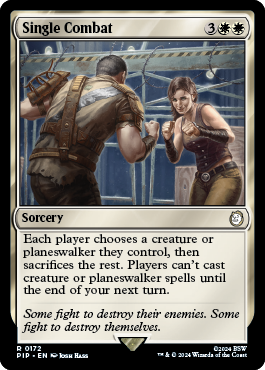 Single Combat 3
Sorcery
Each player chooses a creature or
planeswalker they control, then
sacrifices the rest. Players can't cast
creature or planeswalker spells until
the end of your next turn.
Some fight to destroy their enemies. Some
fight to destroy themselves.
R 0172
PIP • EN Josh Hass
©2024 BSW
™ & © 2024 Wizards of the Coast